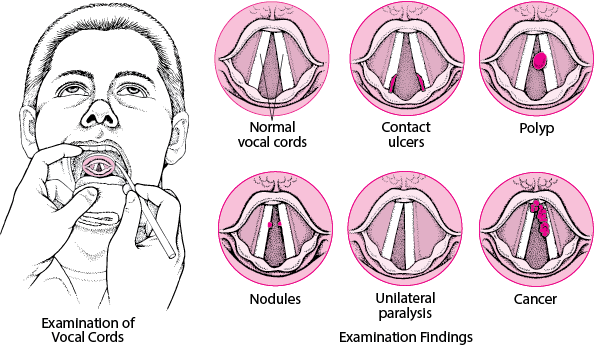 Normal
vocal cords
Contact
ulcers
Polyp
Nodules
Unilateral
paralysis
Cancer
Examination of
Vocal Cords
Examination Findings